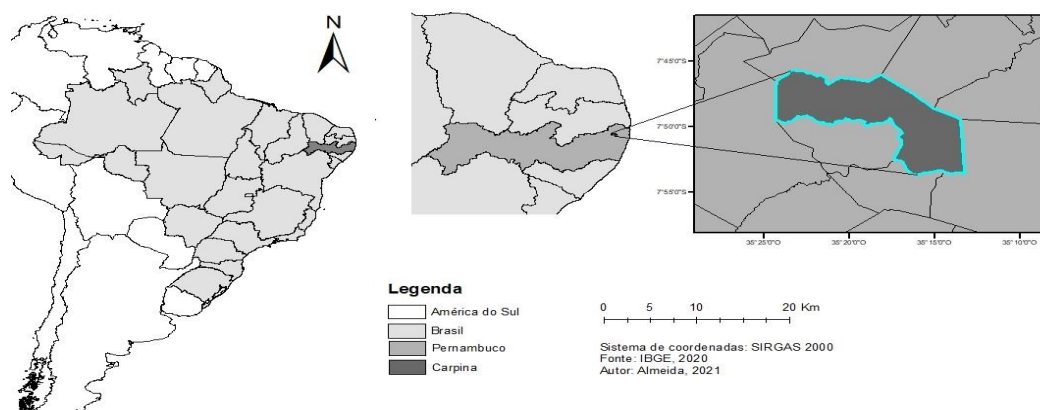 N
7°45'0"S
7°50'0"S
7°55'0"S
35°25'0"O
35°20'0"O
35°15'0"O
35°10'0"O
Legenda
América do Sul
Brasil
Pernambuco
Carpina
0 5 10 20 Km
Sistema de coordenadas: SIRGAS 2000
Fonte: IBGE, 2020
Autor: Almeida, 2021